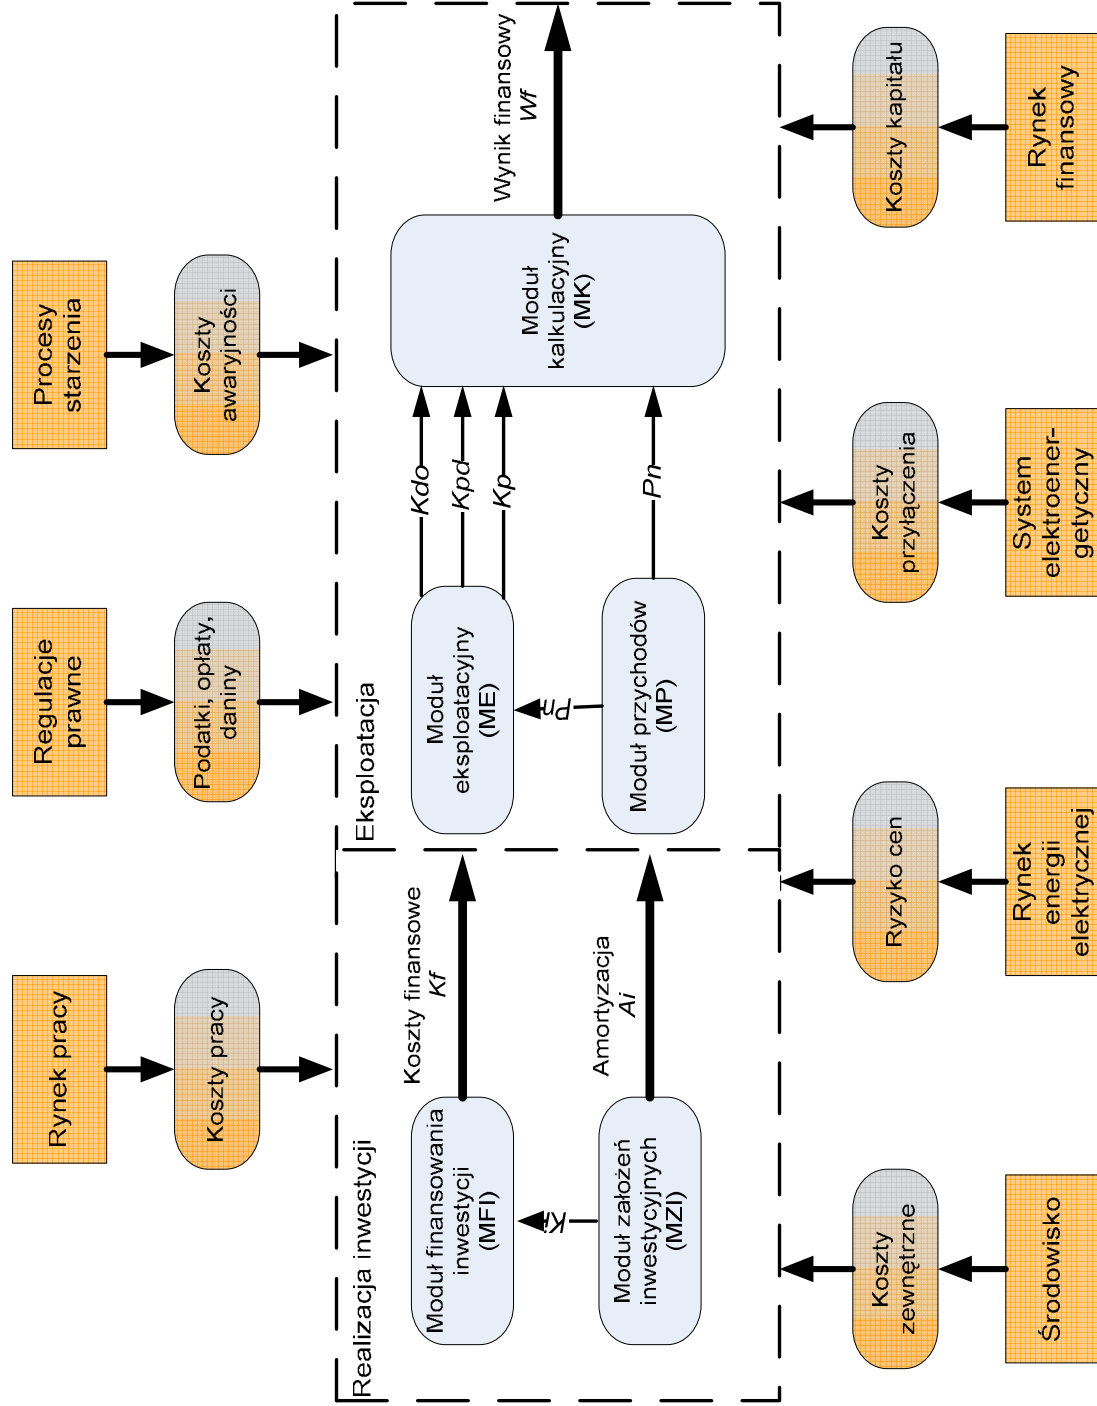 Rynek pracy
Regulacje
prawne
Procesy
starzenia
Koszty pracy
Podatki, opłaty,
daniny
Koszty
awaryjności
Realizacja inwestycji
Eksploatacja
Moduł finansowania
inwestycji
(MFI)
Koszty finansowe
Kf
Moduł
eksploatacyjny
(ME)
Kdo
Kpd
Kp
Moduł
kalkulacyjny
(MK)
Wynik finansowy
Wf
Ki
Pn
Moduł założeń
inwestycyjnych
(MZI)
Amortyzacja
Ai
Moduł przychodów
(MP)
Pn
Koszty
zewnętrzne
Ryzyko cen
Koszty
przyłączenia
Koszty kapitału
Środowisko
Rynek
energii
elektrycznej
System
elektroener-
getyczny
Rynek
finansowy